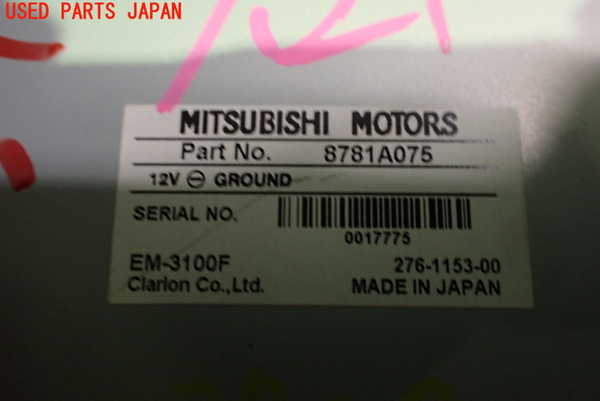 USED PARTS JAPAN
MITSUBISHI MOTORS
Part No. 8781A075
12V ⊖ GROUND
SERIAL NO.
0017775
EM-3100F 276-1153-00
Clarion Co.,Ltd. MADE IN JAPAN